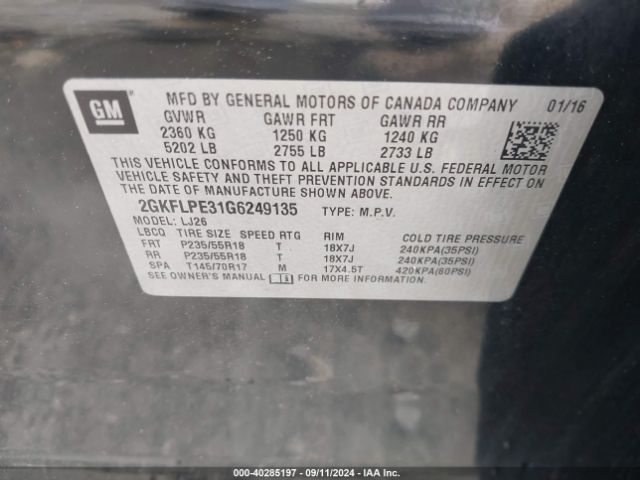 GM
MFD BY GENERAL MOTORS OF CANADA COMPANY 01/16
GVWR GAWR FRT GAWR RR
2360 KG 1250 KG 1240 KG
5202 LB 2755 LB 2733 LB
THIS VEHICLE CONFORMS TO ALL APPLICABLE U.S. FEDERAL MOTOR
VEHICLE SAFETY AND THEFT PREVENTION STANDARDS IN EFFECT ON
THE DATE OF MANUFACTURE SHOWN ABOVE.
2GKFLPE31G6249135 TYPE: M.P.V.
MODEL: LJ26
LBCQ TIRE SIZE SPEED RTG RIM COLD TIRE PRESSURE
FRT P235/55R18 T 18X7J 240KPA(35PSI)
RR P235/55R18 T 18X7J 240KPA(35PSI)
SPA T145/70R17 M 17X4.5T 420KPA(60PSI)
SEE OWNER'S MANUAL
000-40285197 - 09/11/2024 - IAA Inc.